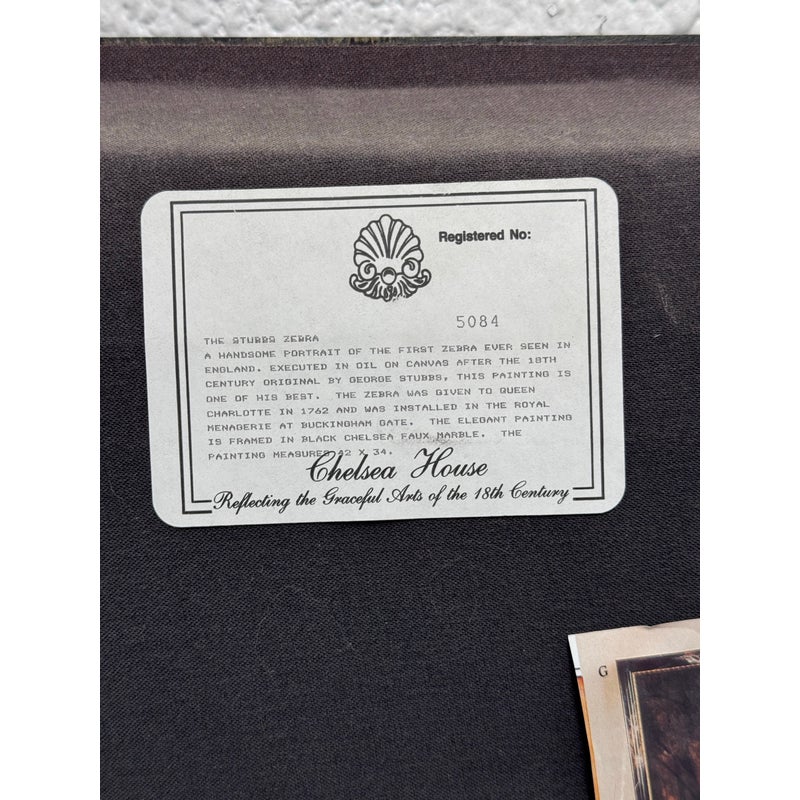 Registered No:
5084
THE STUBBS ZEBRA
A HANDSOME PORTRAIT OF THE FIRST ZEBRA EVER SEEN IN
ENGLAND. EXECUTED IN OIL ON CANVAS AFTER THE 18TH
CENTURY ORIGINAL BY GEORGE STUBBS, THIS PAINTING IS
ONE OF HIS BEST. THE ZEBRA WAS GIVEN TO QUEEN
CHARLOTTE IN 1762 AND WAS INSTALLED IN THE ROYAL
MENAGERIE AT BUCKINGHAM GATE. THE ELEGANT PAINTING
IS FRAMED IN BLACK CHELSEA FAUX MARBLE. THE
PAINTING MEASURES 42 X 34.
Chelsea House
Reflecting the Graceful Arts of the 18th Century
G